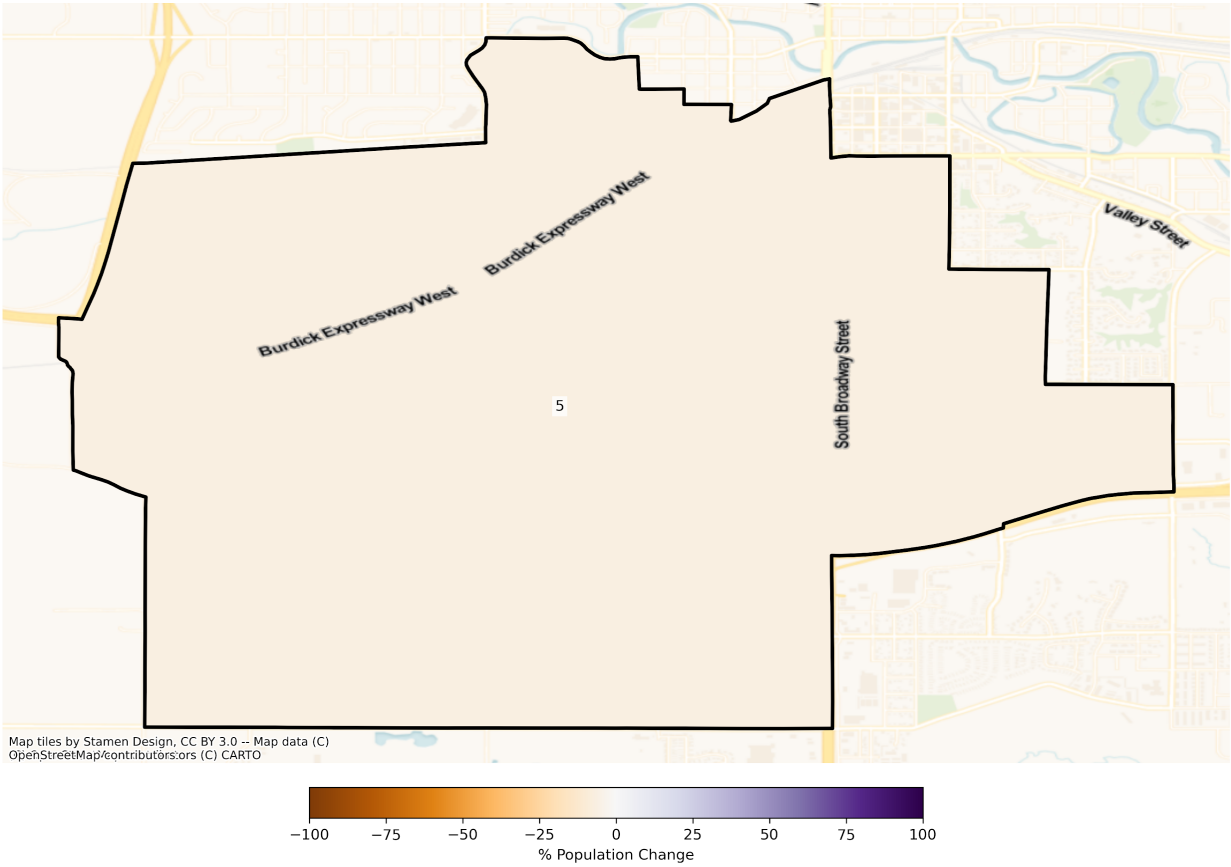 Burdick Expressway West
Valley Street
Burdick Expressway West
South Broadway Street
5
Map tiles by Stamen Design, CC BY 3.0 -- Map data (C)
OpenStreetMap contributors (C) CARTO
−100 −75 −50 −25 0 25 50 75 100
% Population Change